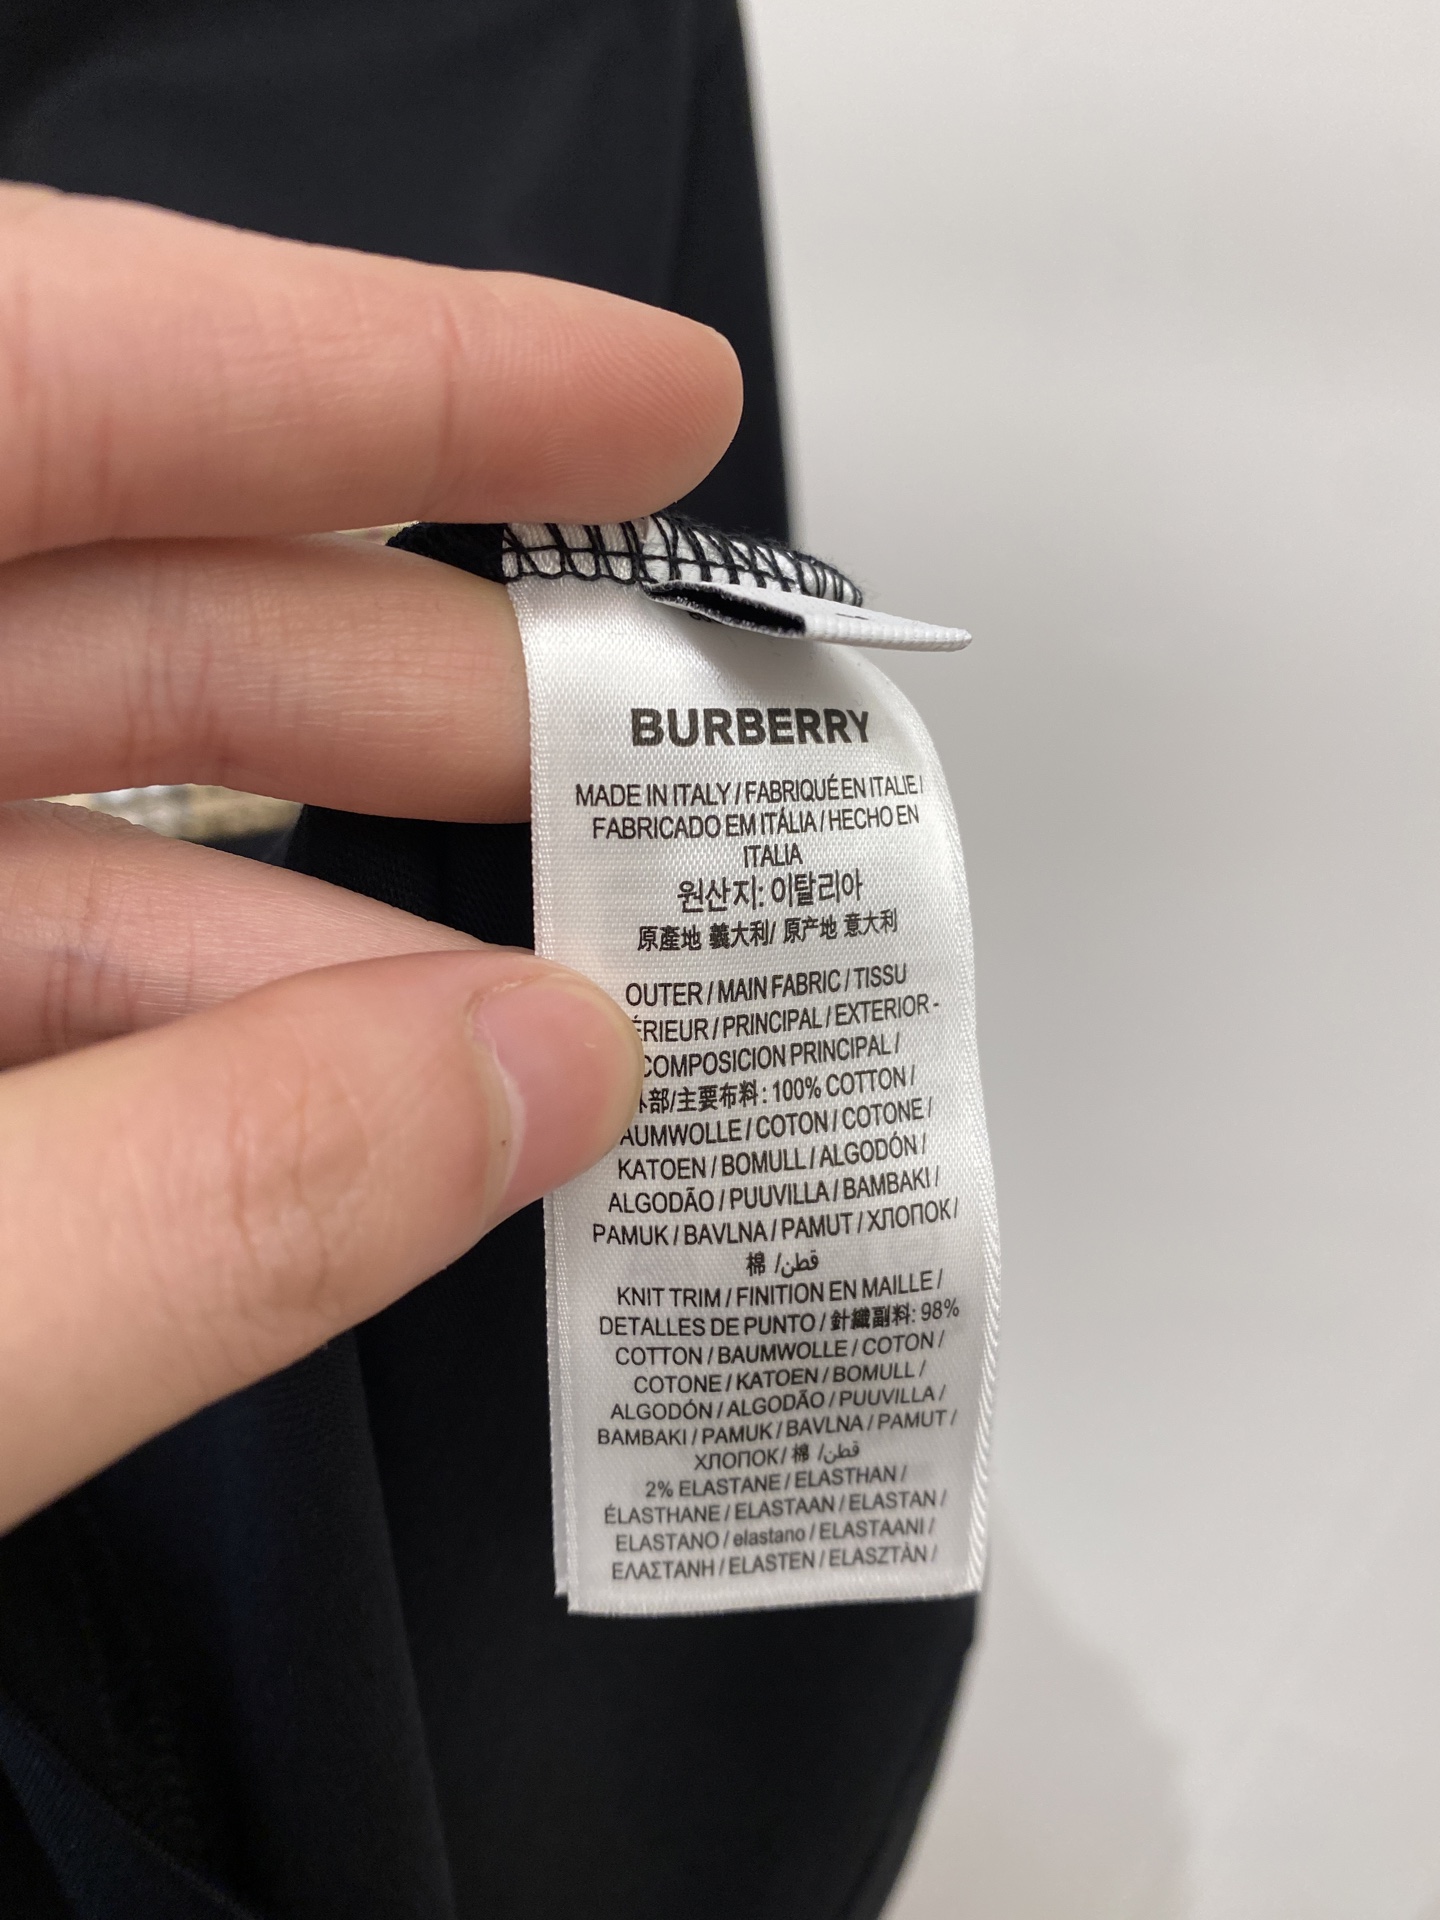 BURBERRY
MADE IN ITALY / FABRIQUÉ EN ITALIE /
FABRICADO EM ITÁLIA / HECHO EN
ITALIA
원산지: 이탈리아
原產地 義大利/ 原产地 意大利
OUTER / MAIN FABRIC / TISSU
ÉRIEUR / PRINCIPAL / EXTERIOR -
COMPOSICION PRINCIPAL /
部/主要布料: 100% COTTON /
AUMWOLLE / COTON / COTONE /
KATOEN / BOMULL / ALGODÓN /
ALGODÃO / PUUVILLA / BAMBAKI /
PAMUK / BAVLNA / PAMUT / ХЛОПОК /
棉 /قطن
KNIT TRIM / FINITION EN MAILLE /
DETALLES DE PUNTO / 針織副料: 98%
COTTON / BAUMWOLLE / COTON /
COTONE / KATOEN / BOMULL /
ALGODÓN / ALGODÃO / PUUVILLA /
BAMBAKI / PAMUK / BAVLNA / PAMUT /
ХЛОПОК/ 棉 /قطن
2% ELASTANE / ELASTHAN /
ÉLASTHANE / ELASTAAN / ELASTAN /
ELASTANO / elastano / ELASTAANI /
ΕΛΑΣΤΑΝΗ / ELASTEN / ELASZTÀN /